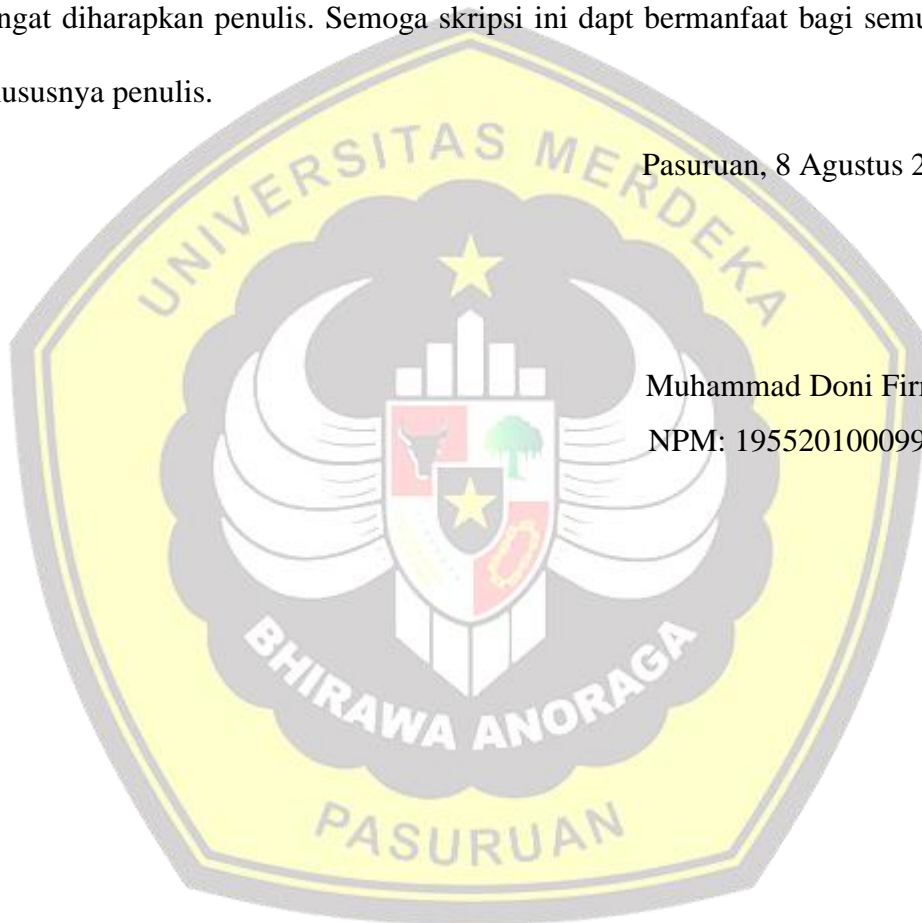 ngat diharapkan penulis. Semoga skripsi ini dapt bermanfaat bagi semu
ususnya penulis.
Pasuruan, 8 Agustus 2
UNIVERSITAS MERDEKA
Muhammad Doni Fir
NPM: 195520100099
BHIRAWA ANORAGA
PASURUAN